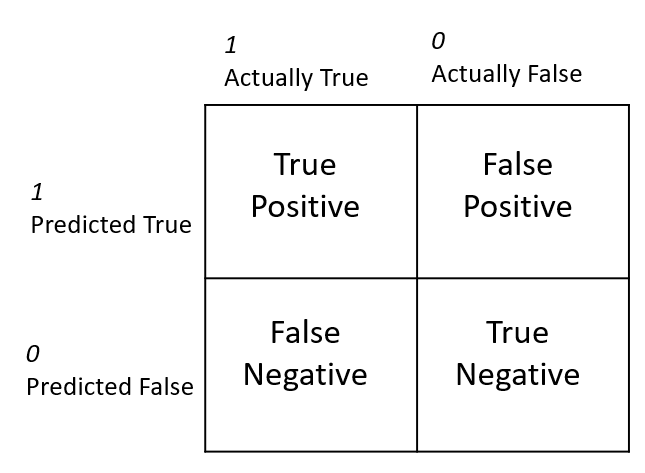 1
Actually True
0
Actually False
1
Predicted True
True
Positive
False
Positive
0
Predicted False
False
Negative
True
Negative